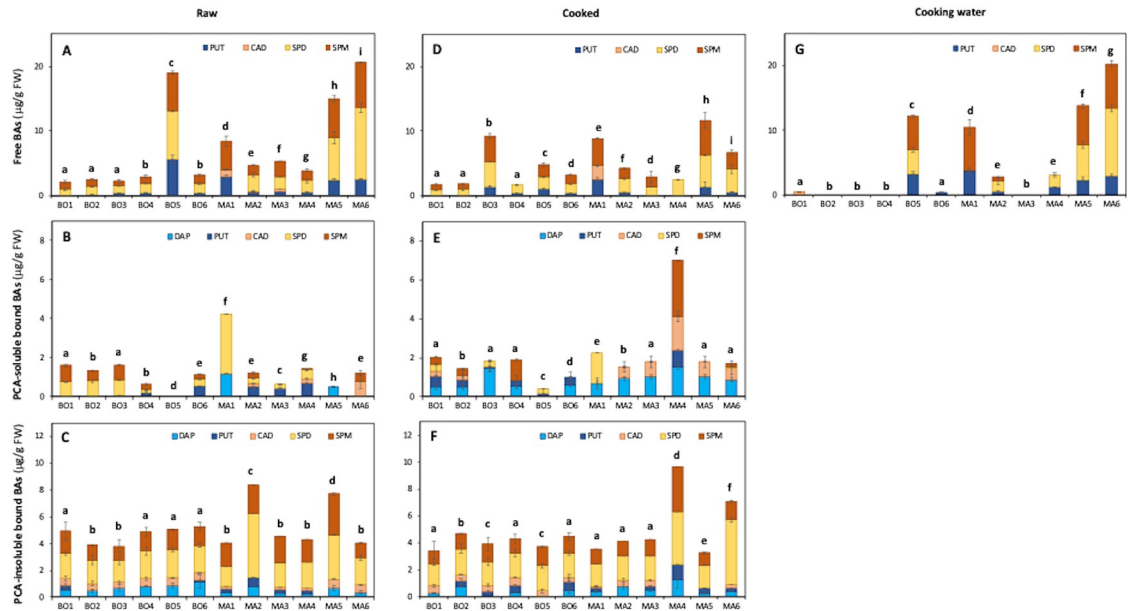 Raw Cooked Cooking water
A
PUT CAD SPD SPM
Free BAs (µg/g FW)
20
10
0
a a a b c b d e f g h i
BO1 BO2 BO3 BO4 BO5 BO6 MA1 MA2 MA3 MA4 MA5 MA6
D
PUT CAD SPD SPM
20
10
0
a a b a c d e f d g h i
BO1 BO2 BO3 BO4 BO5 BO6 MA1 MA2 MA3 MA4 MA5 MA6
G
PUT CAD SPD SPM
20
10
0
a b b b c a d e b e f g
BO1 BO2 BO3 BO4 BO5 BO6 MA1 MA2 MA3 MA4 MA5 MA6
B
DAP PUT CAD SPD SPM
PCA-soluble bound BAs (µg/g FW)
8
6
4
2
0
a b a b d e f e c g h e
BO1 BO2 BO3 BO4 BO5 BO6 MA1 MA2 MA3 MA4 MA5 MA6
E
DAP PUT CAD SPD SPM
8
6
4
2
0
a b a a c d e b a f a a
BO1 BO2 BO3 BO4 BO5 BO6 MA1 MA2 MA3 MA4 MA5 MA6
C
DAP PUT CAD SPD SPM
PCA-insoluble bound BAs (µg/g FW)
12
10
8
6
4
2
0
a b b a a a b c b b d b
BO1 BO2 BO3 BO4 BO5 BO6 MA1 MA2 MA3 MA4 MA5 MA6
F
DAP PUT CAD SPD SPM
12
10
8
6
4
2
0
a b c a c a a a a d e f
BO1 BO2 BO3 BO4 BO5 BO6 MA1 MA2 MA3 MA4 MA5 MA6